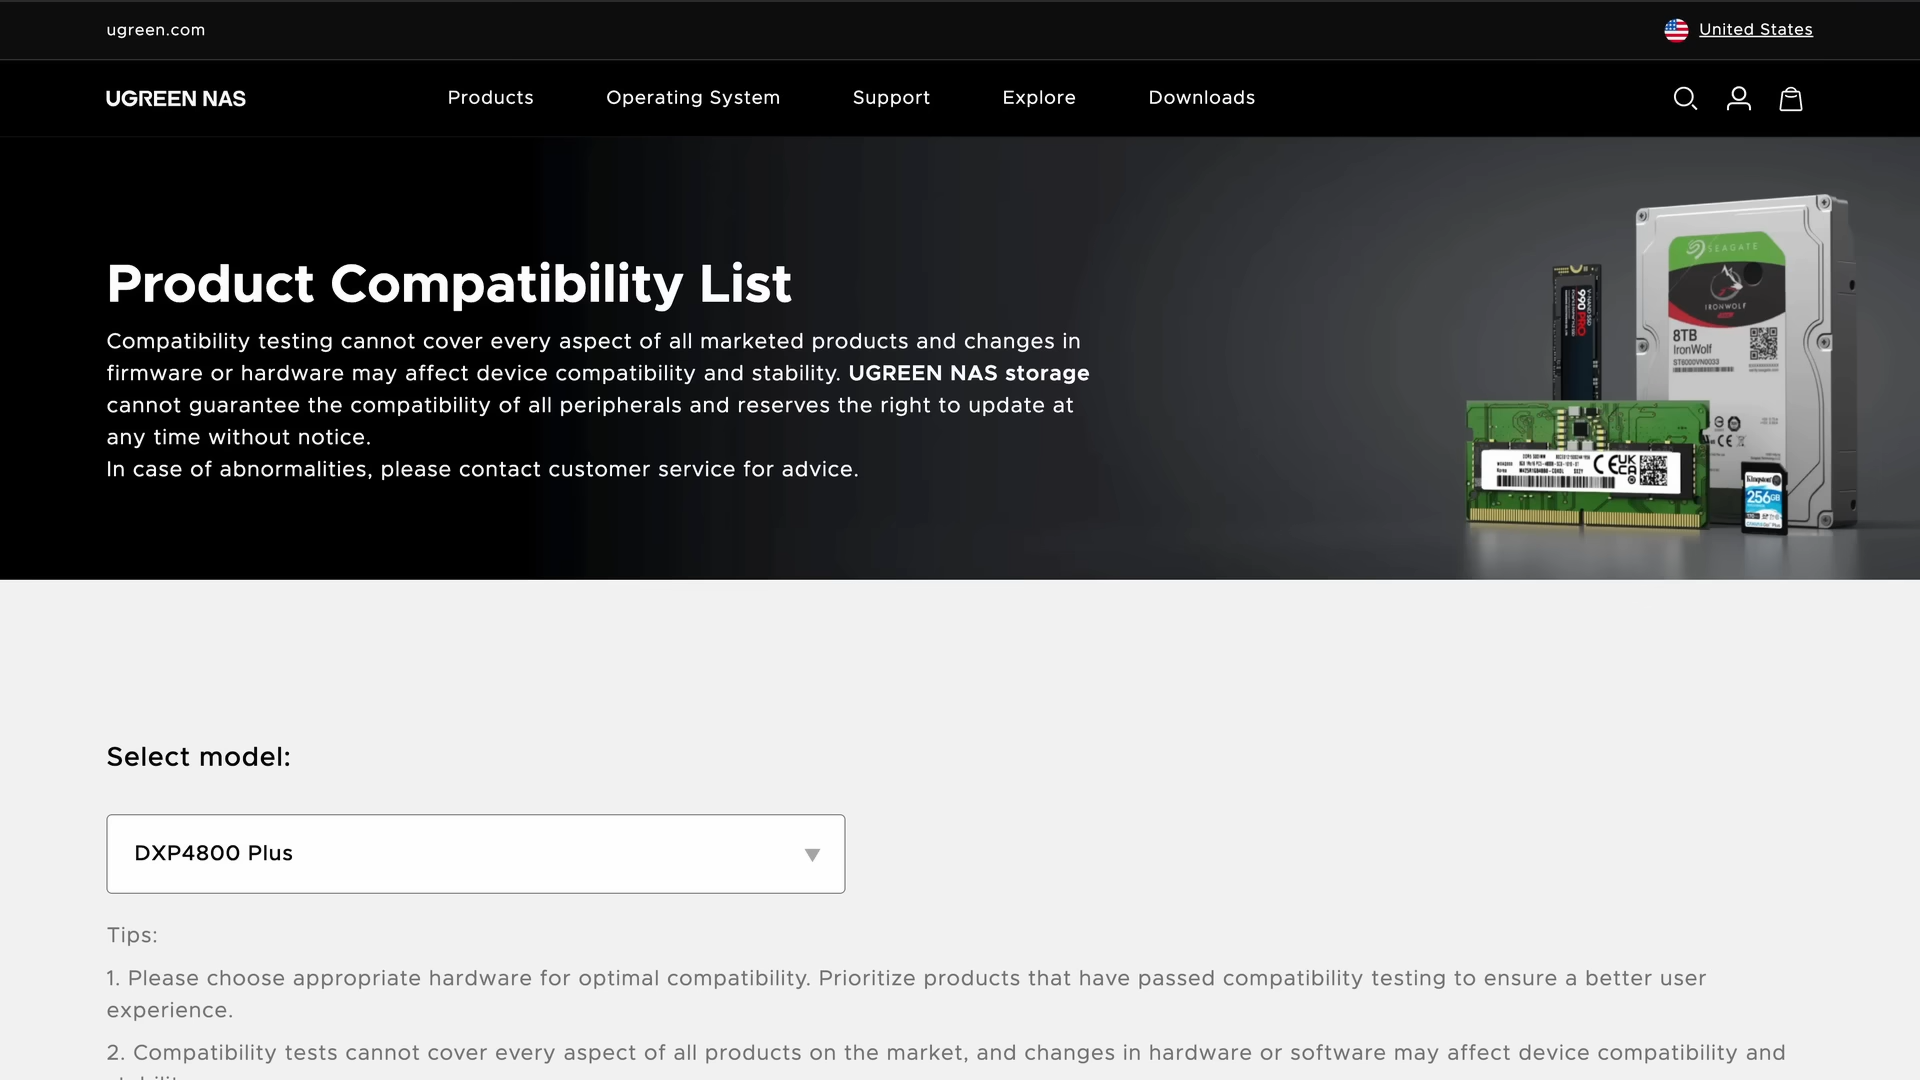 ugreen.com
United States
UGREEN NAS
Products
Operating System
Support
Explore
Downloads
Product Compatibility List
Compatibility testing cannot cover every aspect of all marketed products and changes in
firmware or hardware may affect device compatibility and stability. UGREEN NAS storage
cannot guarantee the compatibility of all peripherals and reserves the right to update at
any time without notice.
In case of abnormalities, please contact customer service for advice.
SEAGATE
IRONWOLF
8TB
IronWolf
990 PRO
Kingston
256GB
Select model:
DXP4800 Plus
Tips:
1. Please choose appropriate hardware for optimal compatibility. Prioritize products that have passed compatibility testing to ensure a better user
experience.
2. Compatibility tests cannot cover every aspect of all products on the market, and changes in hardware or software may affect device compatibility and